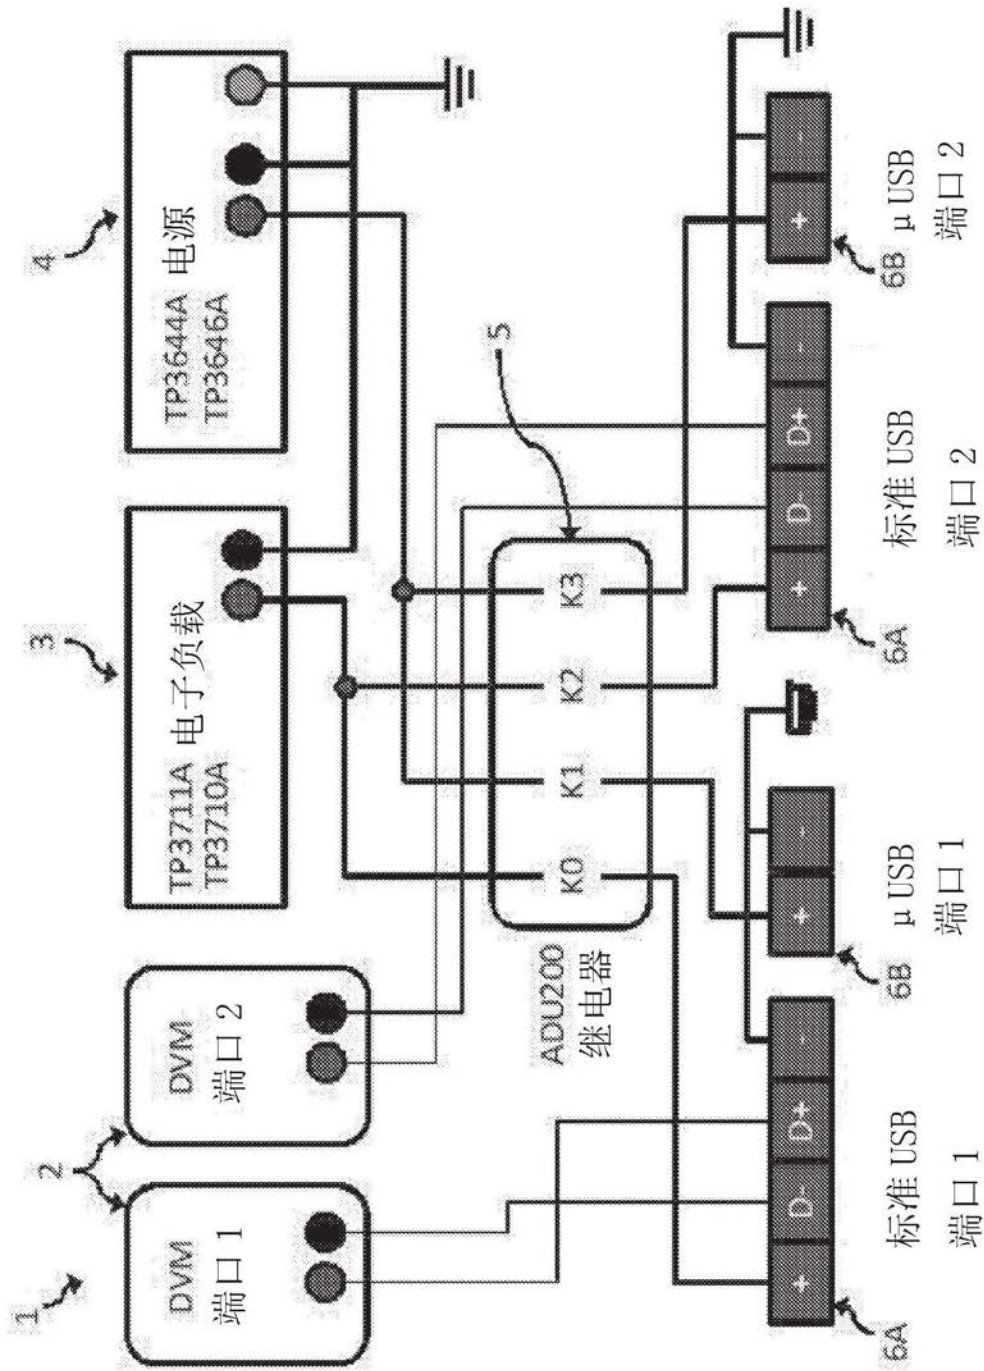 1
2
3
4
DVM
端口 1
DVM
端口 2
TP3711A
TP3710A
电子负载
TP3644A
TP3646A
电源
ADU200
继电器
K0
K1
K2
K3
5
+
D-
D+
-
+
-
+
D-
D+
-
+
-
6A
6B
6A
6B
标准 USB
端口 1
μ USB
端口 1
标准 USB
端口 2
μ USB
端口 2